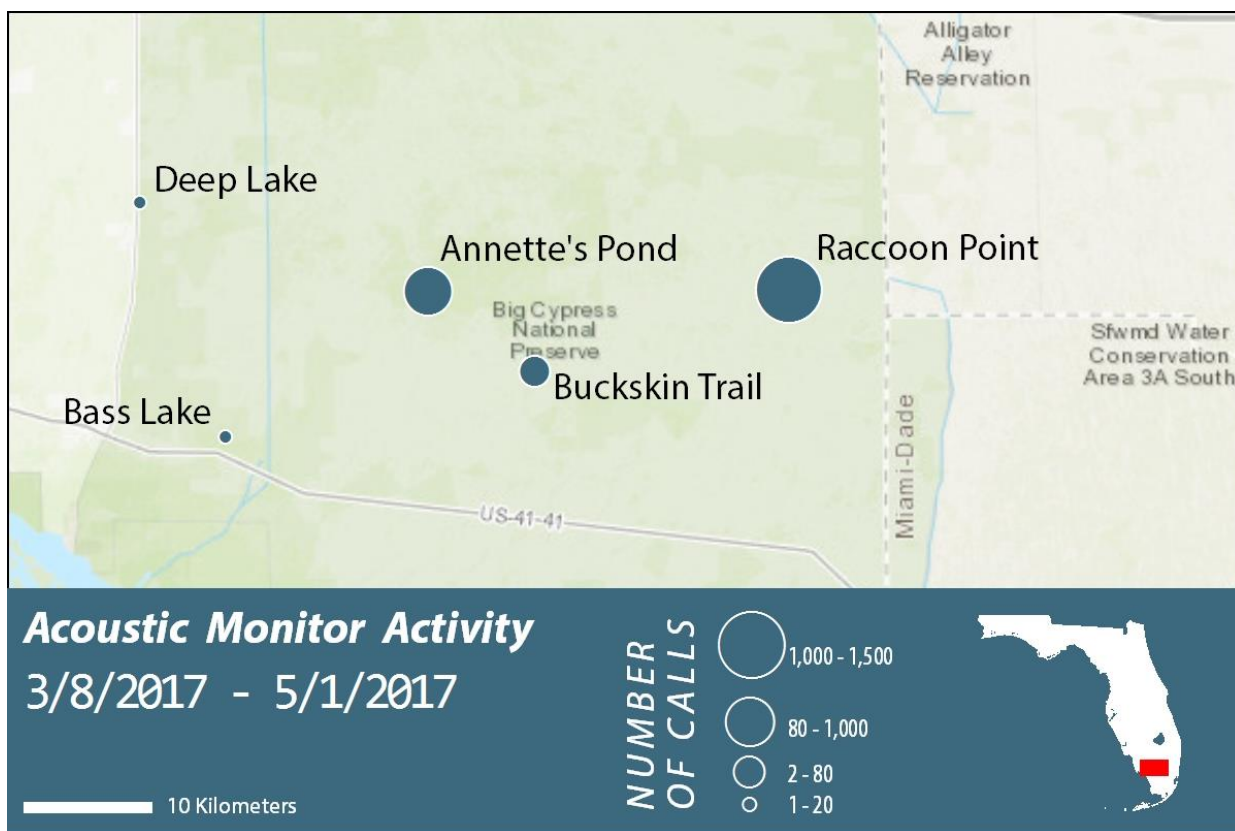 Alligator
Alley
Reservation
Deep Lake
Annette's Pond
Raccoon Point
Big Cypress
National
Preserve
Sfwmd Water
Conservation
Area 3A South
Buckskin Trail
Bass Lake
Miami-Dade
US-41-41
Acoustic Monitor Activity
3/8/2017 - 5/1/2017
10 Kilometers
NUMBER
OF CALLS
1,000 - 1,500
80 - 1,000
2 - 80
1 - 20